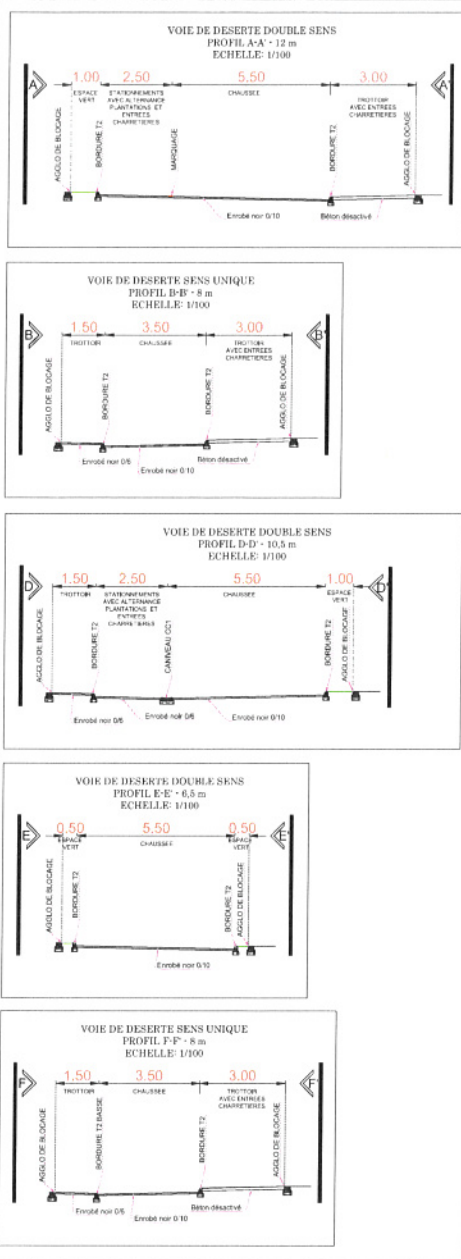 VOIE DE DESERTE DOUBLE SENS
PROFIL A-A' - 12 m
ECHELLE: 1/100
A
1.00
2,50
5,50
3.00
A'
ESPACE
VERT
STATIONNEMENTS
AVEC ALTERNANCE
PLANTATIONS ET
ENTREES
CHARRETIERES
CHAUSSEE
TROTTOIR
AVEC ENTREES
CHARRETIERES
AGGLO DE BLOCAGE
BORDURE T2
MARQUAGE
BORDURE T2
AGGLO DE BLOCAGE
Enrobé noir 0/10
Béton désactivé
VOIE DE DESERTE SENS UNIQUE
PROFIL B-B' - 8 m
ECHELLE: 1/100
B
1.50
3.50
3.00
B'
TROTTOIR
CHAUSSEE
TROTTOIR
AVEC ENTREES
CHARRETIERES
AGGLO DE BLOCAGE
BORDURE T2
BORDURE T2
AGGLO DE BLOCAGE
Enrobé noir 0/6
Enrobé noir 0/10
Béton désactivé
VOIE DE DESERTE DOUBLE SENS
PROFIL D-D' - 10,5 m
ECHELLE: 1/100
D
1.50
2.50
5.50
1.00
D'
TROTTOIR
STATIONNEMENTS
AVEC ALTERNANCE
PLANTATIONS ET
ENTREES
CHARRETIERES
CHAUSSEE
ESPACE
VERT
AGGLO DE BLOCAGE
BORDURE T2
CANIVEAU CC1
BORDURE T2
AGGLO DE BLOCAGE
Enrobé noir 0/6
Enrobé noir 0/6
Enrobé noir 0/10
VOIE DE DESERTE DOUBLE SENS
PROFIL E-E' - 6,5 m
ECHELLE: 1/100
E
0.50
5.50
0.50
E'
ESPACE
VERT
CHAUSSEE
ESPACE
VERT
AGGLO DE BLOCAGE
BORDURE T2
BORDURE T2
AGGLO DE BLOCAGE
Enrobé noir 0/10
VOIE DE DESERTE SENS UNIQUE
PROFIL F-F' - 8 m
ECHELLE: 1/100
F
1.50
3.50
3.00
F'
TROTTOIR
CHAUSSEE
TROTTOIR
AVEC ENTREES
CHARRETIERES
AGGLO DE BLOCAGE
BORDURE T2 BASSE
BORDURE T2
AGGLO DE BLOCAGE
Enrobé noir 0/6
Enrobé noir 0/10
Béton désactivé